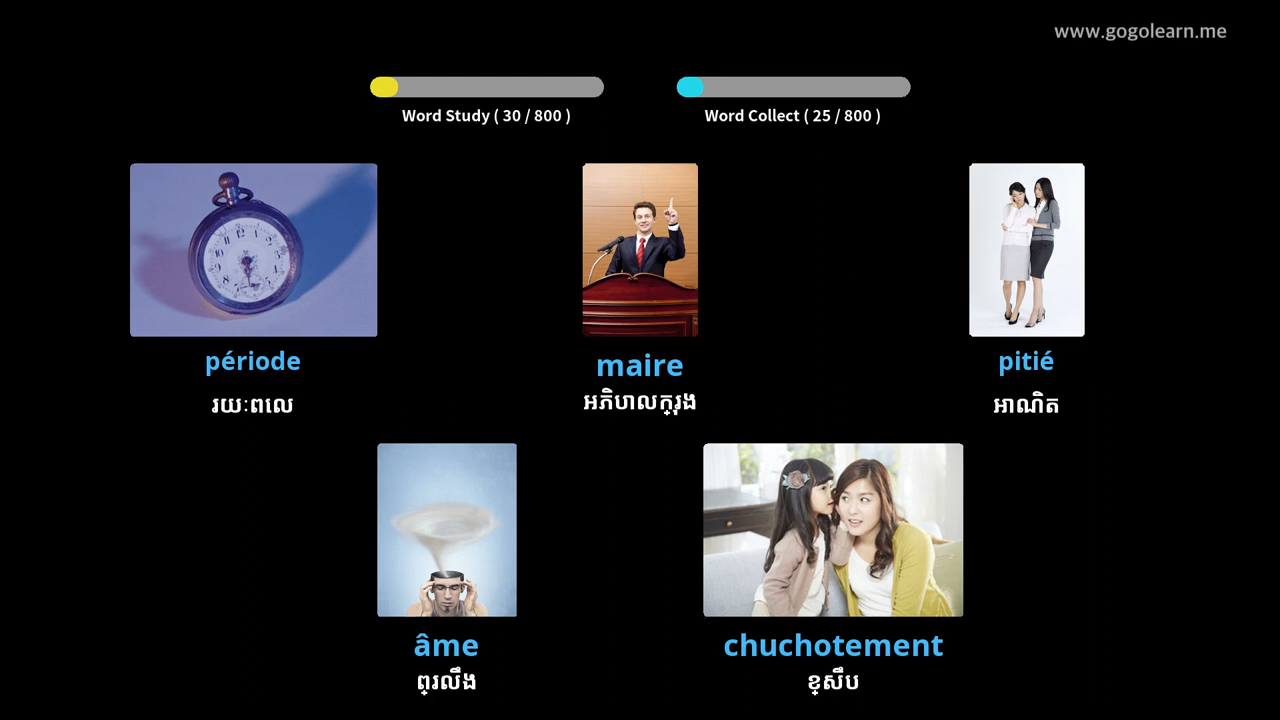 www.gogolearn.me
Word Study ( 30 / 800 )
Word Collect ( 25 / 800 )
période
រយៈពេល
maire
អភិបាលក្រុង
pitié
អាណិត
âme
ព្រលឹង
chuchotement
ខ្សឹប